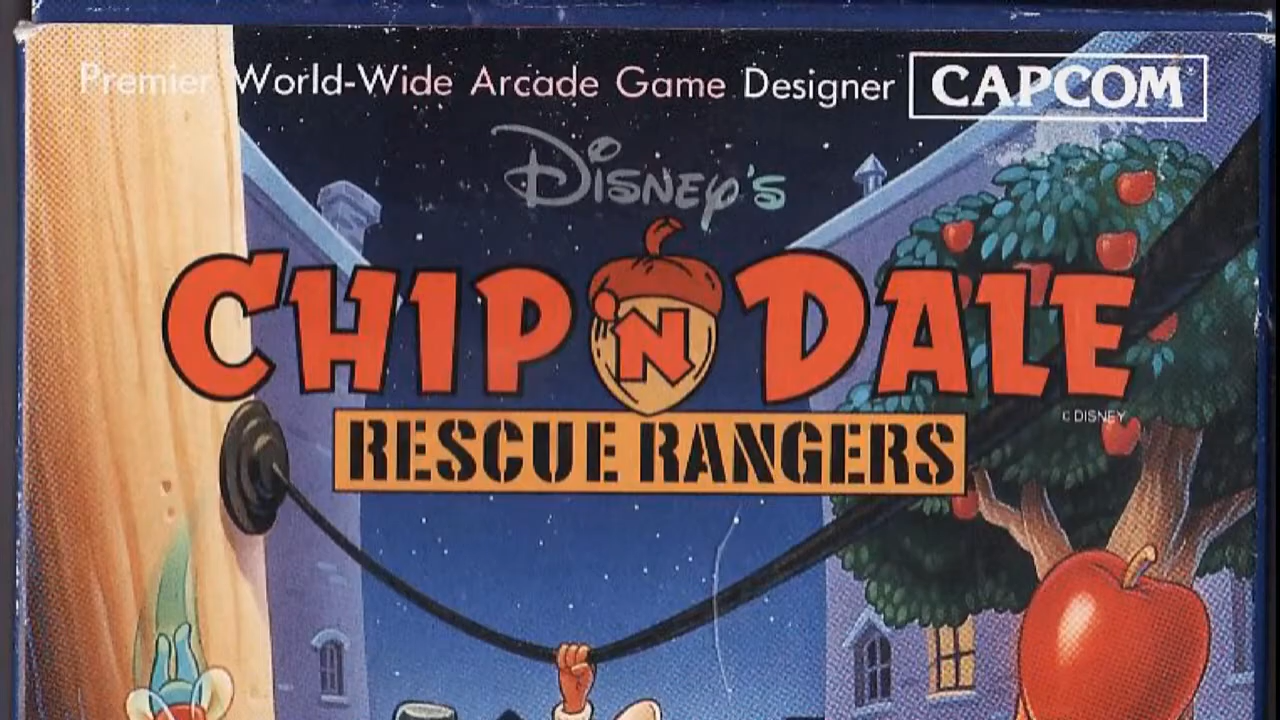 Premier World-Wide Arcade Game Designer CAPCOM
DISNEY'S
CHIP 'N DALE
© DISNEY
RESCUE RANGERS